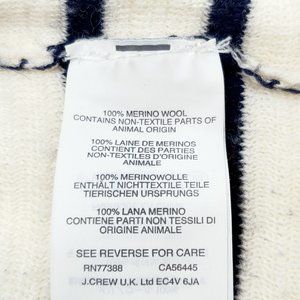 100% MERINO WOOL
CONTAINS NON-TEXTILE PARTS OF
ANIMAL ORIGIN
100% LAINE DE MERINOS
CONTIENT DES PARTIES
NON-TEXTILES D'ORIGINE
ANIMALE
100% MERINOWOLLE
ENTHÄLT NICHTTEXTILE TEILE
TIERISCHEN URSPRUNGS
100% LANA MERINO
CONTIENE PARTI NON TESSILI DI
ORIGINE ANIMALE
SEE REVERSE FOR CARE
RN77388 CA56445
J.CREW U.K. Ltd EC4V 6JA